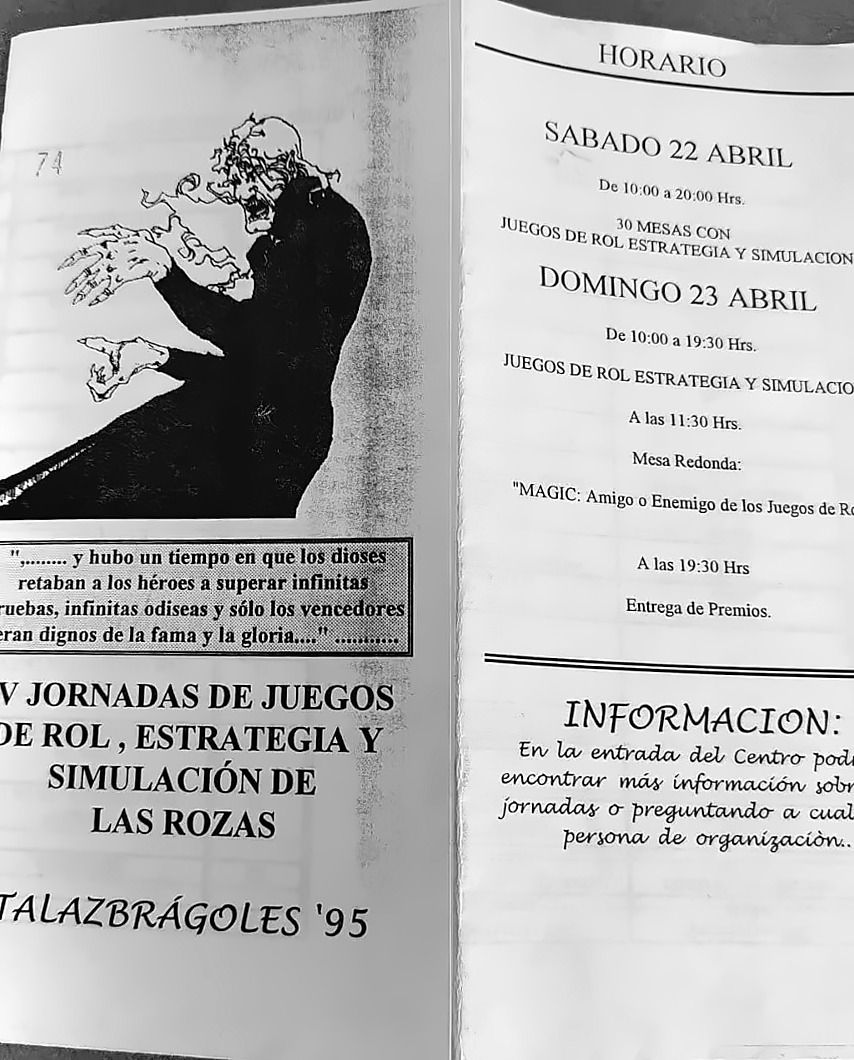 74
",........ y hubo un tiempo en que los dioses
retaban a los héroes a superar infinitas
ruebas, infinitas odiseas y sólo los vencedores
eran dignos de la fama y la gloria...." ............
V JORNADAS DE JUEGOS
DE ROL , ESTRATEGIA Y
SIMULACIÓN DE
LAS ROZAS
TALAZBRÁGOLES '95
HORARIO
SABADO 22 ABRIL
De 10:00 a 20:00 Hrs.
30 MESAS CON
JUEGOS DE ROL ESTRATEGIA Y SIMULACION
DOMINGO 23 ABRIL
De 10:00 a 19:30 Hrs.
JUEGOS DE ROL ESTRATEGIA Y SIMULACIO
A las 11:30 Hrs.
Mesa Redonda:
"MAGIC: Amigo o Enemigo de los Juegos de Ro
A las 19:30 Hrs
Entrega de Premios.
INFORMACION:
En la entrada del Centro pod
encontrar más información sobr
jornadas o preguntando a cual
persona de organizaciòn..